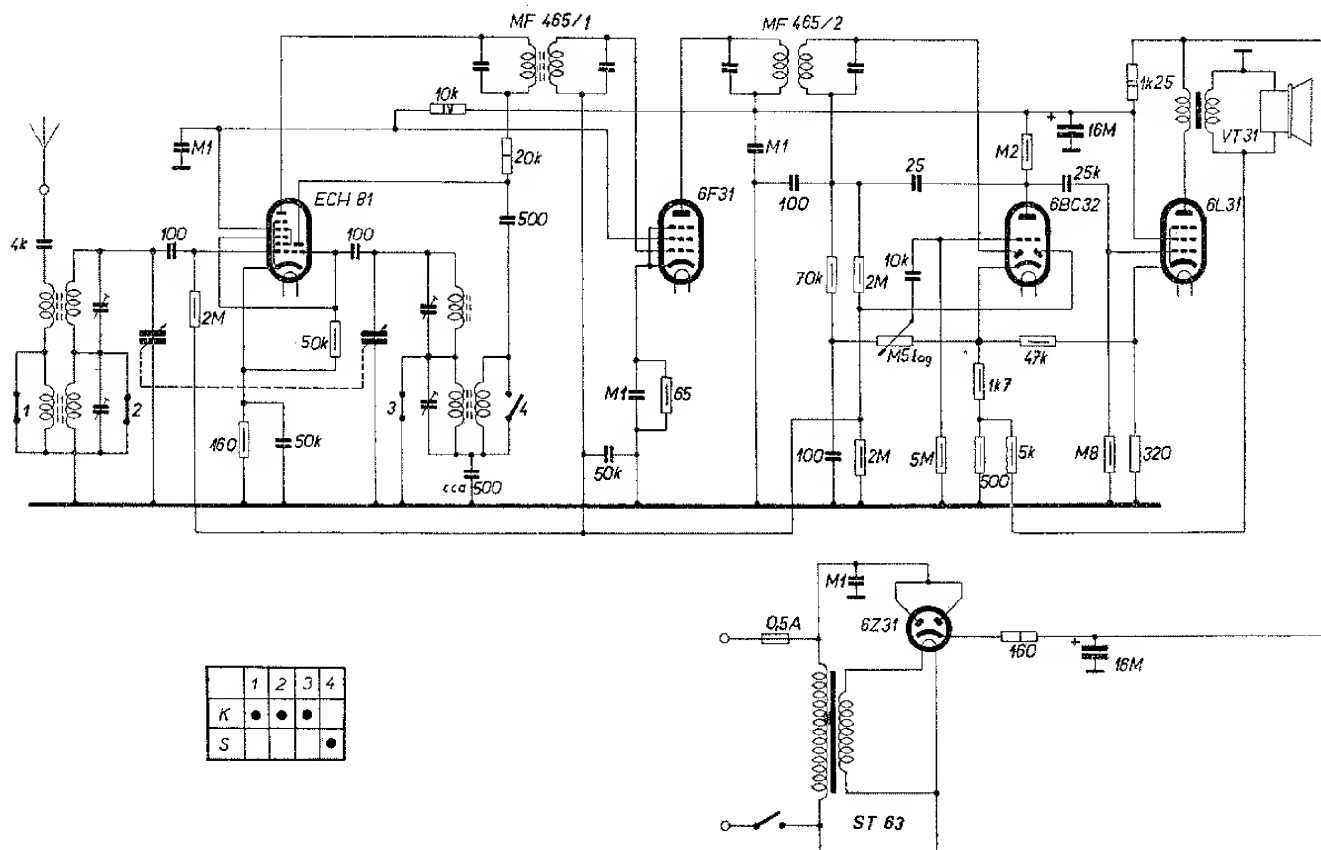 MF 465/1
MF 465/2
10k
1k25
M1
20k
M1
M2
16M
VT31
ECH 81
6F31
25
25k
6BC32
6L31
4k
100
100
500
100
10k
70k
2M
2M
50k
M5 log
47k
1
2
3
4
M1
65
1k7
160
50k
50k
100
2M
5M
500
5k
M8
320
cca 500
M1
0,5A
6Z31
160
16M
ST 63
1 2 3 4
K
S